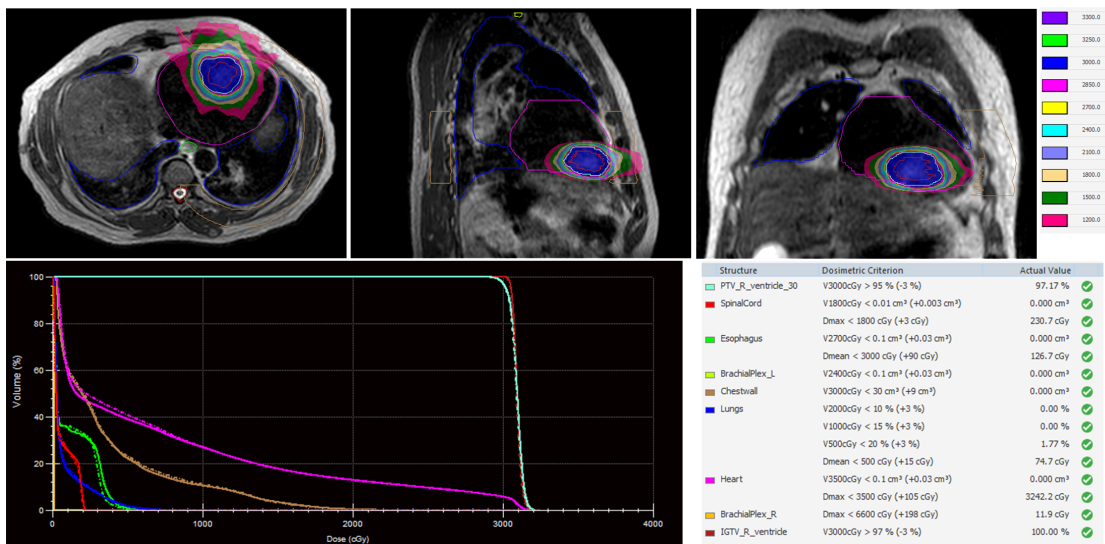 3300.0
3250.0
3000.0
2850.0
2700.0
2400.0
2100.0
1800.0
1500.0
1200.0
100
80
60
40
20
0
Volume (%)
0 1000 2000 3000 4000
Dose (cGy)
Structure Dosimetric Criterion Actual Value
PTV_R_ventricle_30 V3000cGy > 95 % (-3 %) 97.17 %
SpinalCord V1800cGy < 0.01 cm³ (+0.003 cm³) 0.000 cm³
Dmax < 1800 cGy (+3 cGy) 230.7 cGy
Esophagus V2700cGy < 0.1 cm³ (+0.03 cm³) 0.000 cm³
Dmean < 3000 cGy (+90 cGy) 126.7 cGy
BrachialPlex_L V2400cGy < 0.1 cm³ (+0.03 cm³) 0.000 cm³
Chestwall V3000cGy < 30 cm³ (+9 cm³) 0.000 cm³
Lungs V2000cGy < 10 % (+3 %) 0.00 %
V1000cGy < 15 % (+3 %) 0.00 %
V500cGy < 20 % (+3 %) 1.77 %
Dmean < 500 cGy (+15 cGy) 74.7 cGy
Heart V3500cGy < 0.1 cm³ (+0.03 cm³) 0.000 cm³
Dmax < 3500 cGy (+105 cGy) 3242.2 cGy
BrachialPlex_R Dmax < 6600 cGy (+198 cGy) 11.9 cGy
IGTV_R_ventricle V3000cGy > 97 % (-3 %) 100.00 %